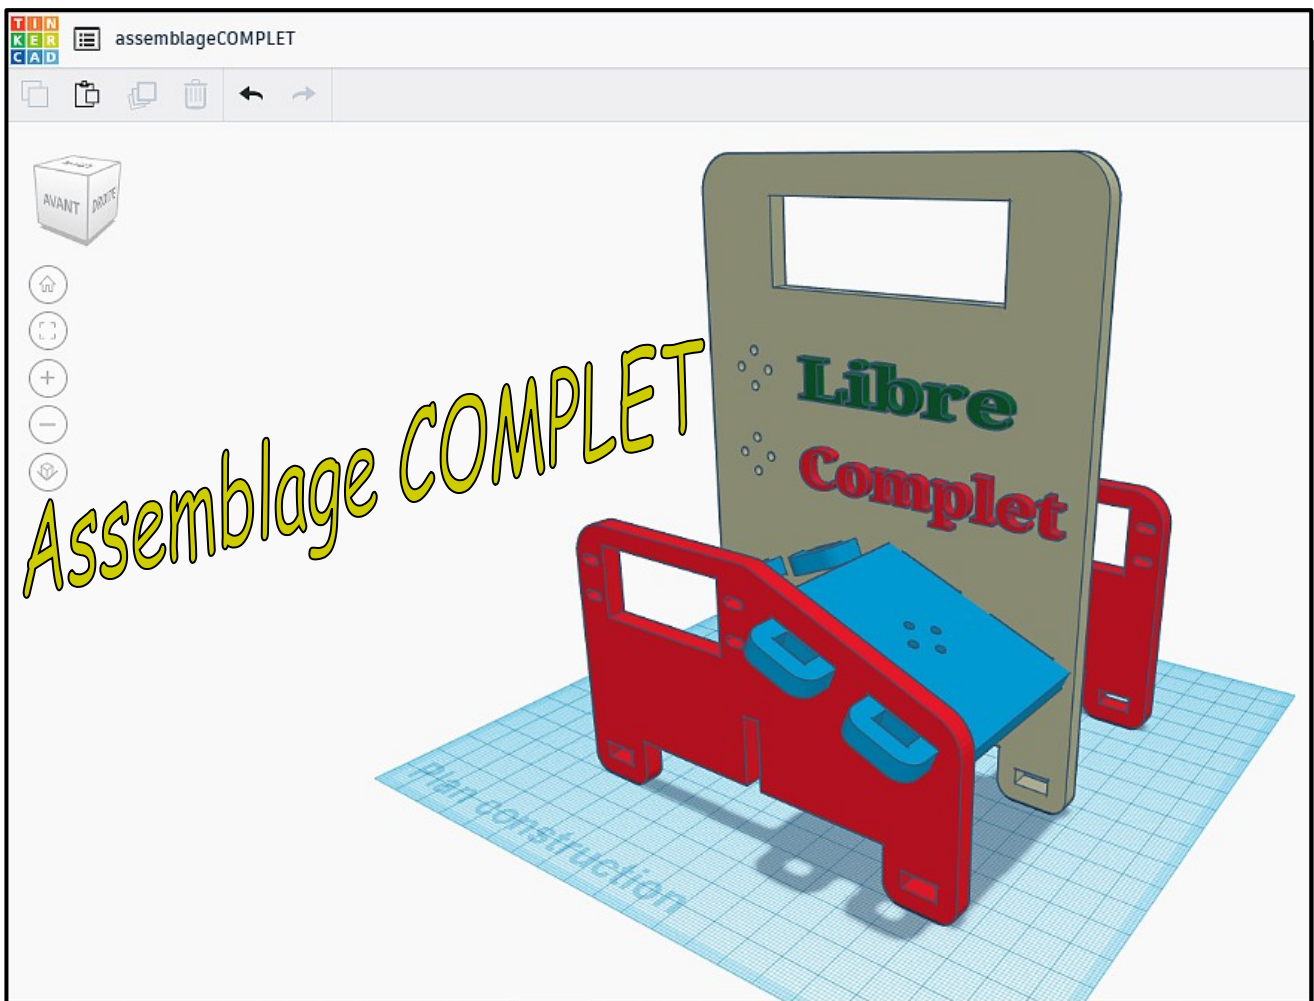 TIN
KER
CAD
assemblageCOMPLET
AVANT
DROITE
Assemblage COMPLET
Libre
Complet
Plan construction